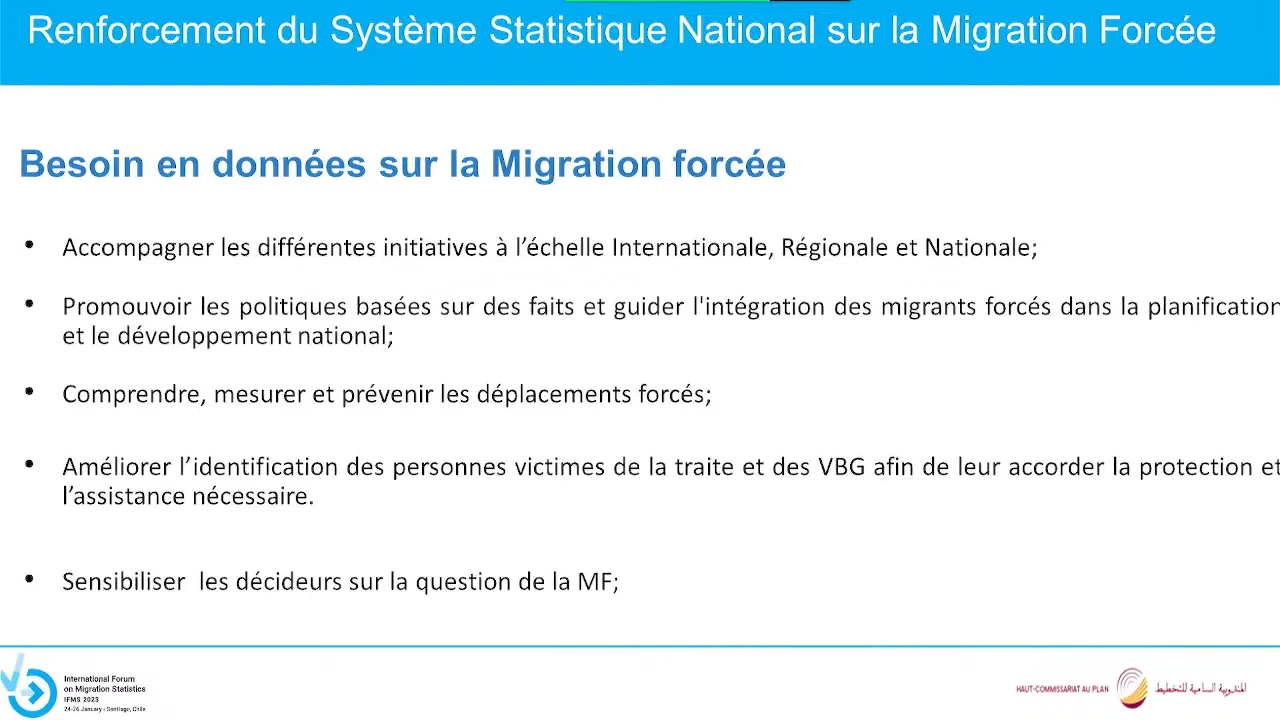 Renforcement du Système Statistique National sur la Migration Forcée
Besoin en données sur la Migration forcée
• Accompagner les différentes initiatives à l’échelle Internationale, Régionale et Nationale;
• Promouvoir les politiques basées sur des faits et guider l'intégration des migrants forcés dans la planification
et le développement national;
• Comprendre, mesurer et prévenir les déplacements forcés;
• Améliorer l’identification des personnes victimes de la traite et des VBG afin de leur accorder la protection et
l’assistance nécessaire.
• Sensibiliser  les décideurs sur la question de la MF;
International Forum
on Migration Statistics
IFMS 2023
24-26 January • Santiago, Chile
HAUT-COMMISSARIAT AU PLAN المندوبية السامية للتخطيط